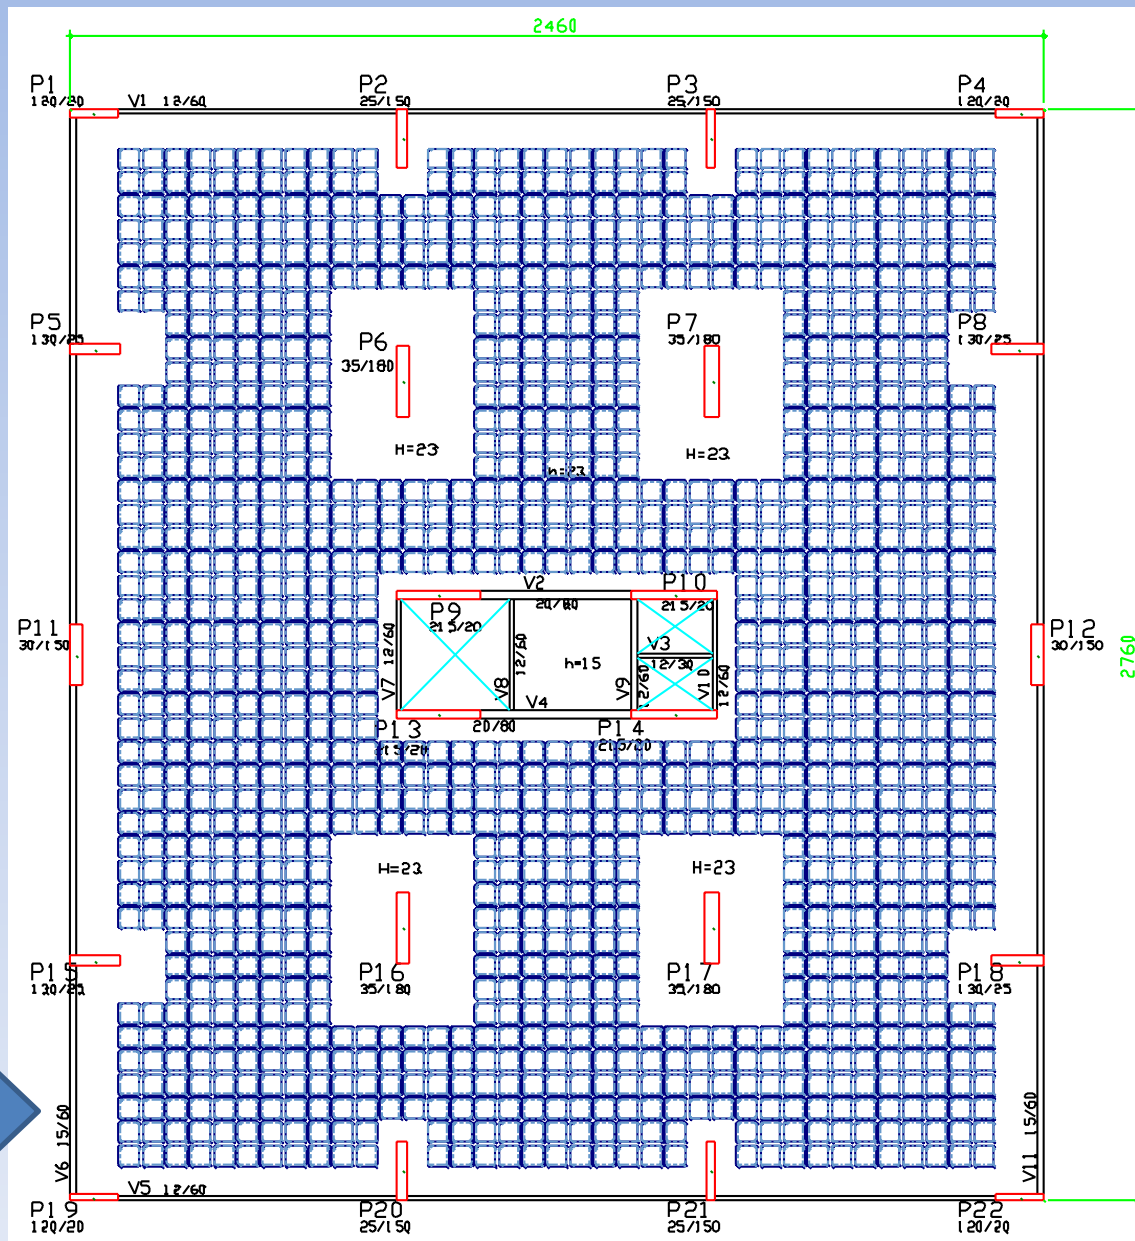 2460
P1
120/20
V1 12/60
P2
25/150
P3
25/150
P4
120/20
P5
130/25
P6
35/180
P7
35/180
P8
130/25
H=23
H=23
h=23
V2
20/80
P9
215/20
P10
215/20
P11
30/150
P12
30/150
2760
V7 12/60
V8 12/60
h=15
V3
12/30
V9 12/60
V10 12/60
V4
20/80
P13
215/20
P14
215/20
H=23
H=23
P15
130/25
P16
35/180
P17
35/180
P18
130/25
V6 15/60
V11 15/60
V5 12/60
P19
120/20
P20
25/150
P21
25/150
P22
120/20